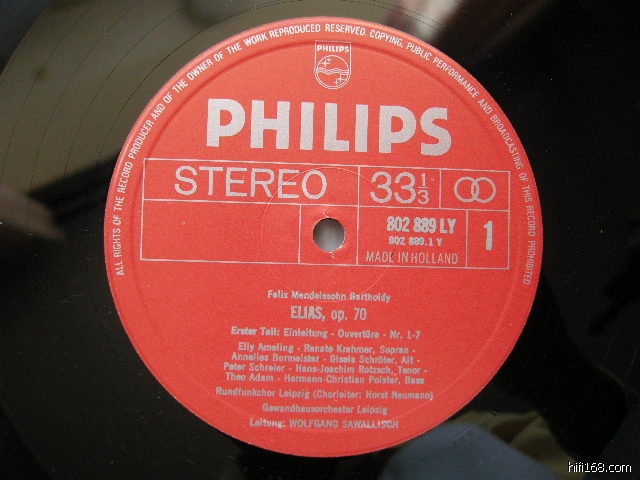 ALL RIGHTS OF THE RECORD PRODUCER AND OF THE OWNER OF THE WORK REPRODUCED RESERVED. COPYING, PUBLIC PERFORMANCE AND BROADCASTING OF THIS RECORD PROHIBITED
PHILIPS
PHILIPS
STEREO 33 1/3
802 889 LY 1
802 889.1 Y
MADE IN HOLLAND
Felix Mendelssohn Bartholdy
ELIAS, op. 70
Erster Teil: Einleitung - Ouvertüre - Nr. 1-7
Elly Ameling - Renate Krahmer, Sopran -
Annelies Burmeister - Gisela Schröter, Alt -
Peter Schreier - Hans-Joachim Rotzsch, Tenor -
Theo Adam - Hermann-Christian Polster, Bass
Rundfunkchor Leipzig (Chorleiter: Horst Neumann)
Gewandhausorchester Leipzig
Leitung: WOLFGANG SAWALLISCH
hifi168.com